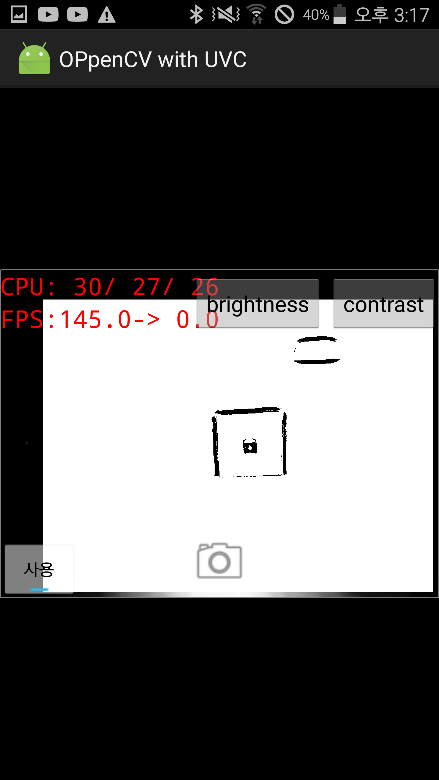 40% 오후 3:17
OPpenCV with UVC
CPU: 30/ 27/ 26
brightness
contrast
FPS:145.0-> 0.0
사용